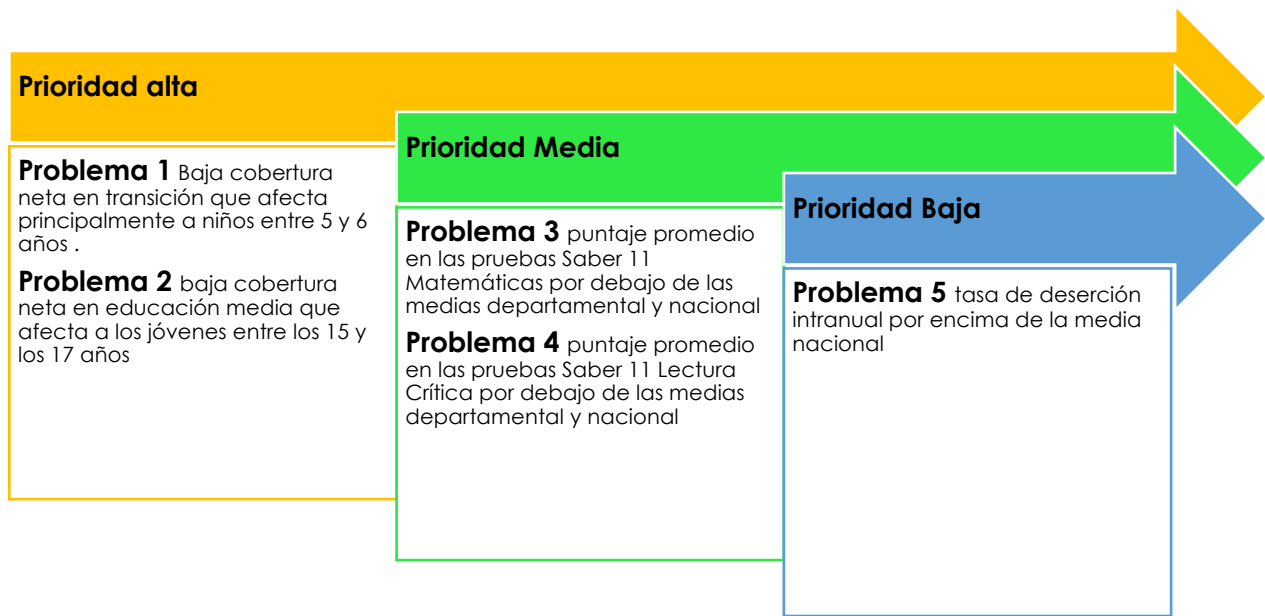 Prioridad alta
Problema 1 Baja cobertura
neta en transición que afecta
principalmente a niños entre 5 y 6
años .
Problema 2 baja cobertura
neta en educación media que
afecta a los jóvenes entre los 15 y
los 17 años
Prioridad Media
Problema 3 puntaje promedio
en las pruebas Saber 11
Matemáticas por debajo de las
medias departamental y nacional
Problema 4 puntaje promedio
en las pruebas Saber 11 Lectura
Crítica por debajo de las medias
departamental y nacional
Prioridad Baja
Problema 5 tasa de deserción
intranual por encima de la media
nacional